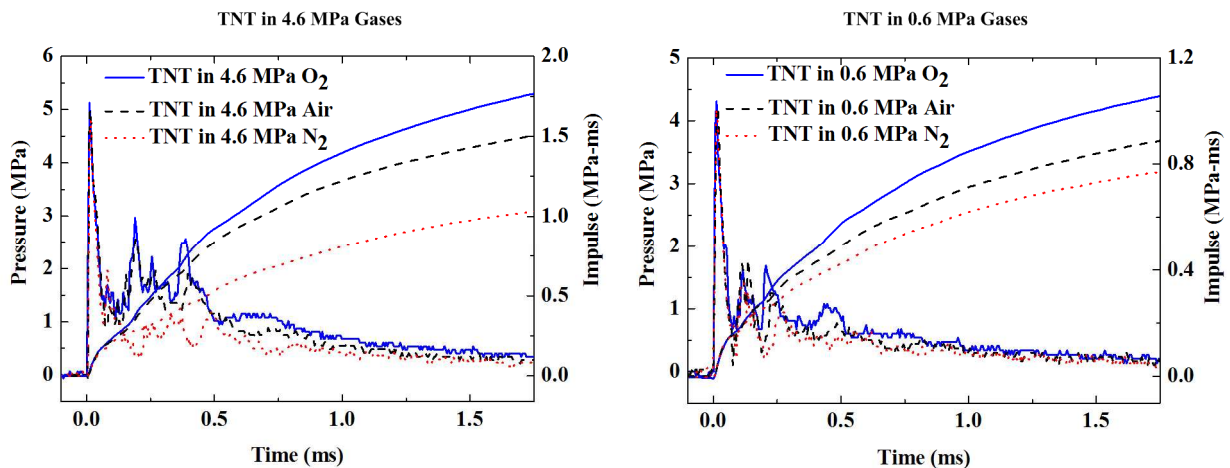 TNT in 4.6 MPa Gases
TNT in 4.6 MPa O2
TNT in 4.6 MPa Air
TNT in 4.6 MPa N2
Pressure (MPa)
6
5
4
3
2
1
0
Impulse (MPa-ms)
2.0
1.5
1.0
0.5
0.0
0.0 0.5 1.0 1.5
Time (ms)
TNT in 0.6 MPa Gases
TNT in 0.6 MPa O2
TNT in 0.6 MPa Air
TNT in 0.6 MPa N2
Pressure (MPa)
5
4
3
2
1
0
Impulse (MPa-ms)
1.2
0.8
0.4
0.0
0.0 0.5 1.0 1.5
Time (ms)